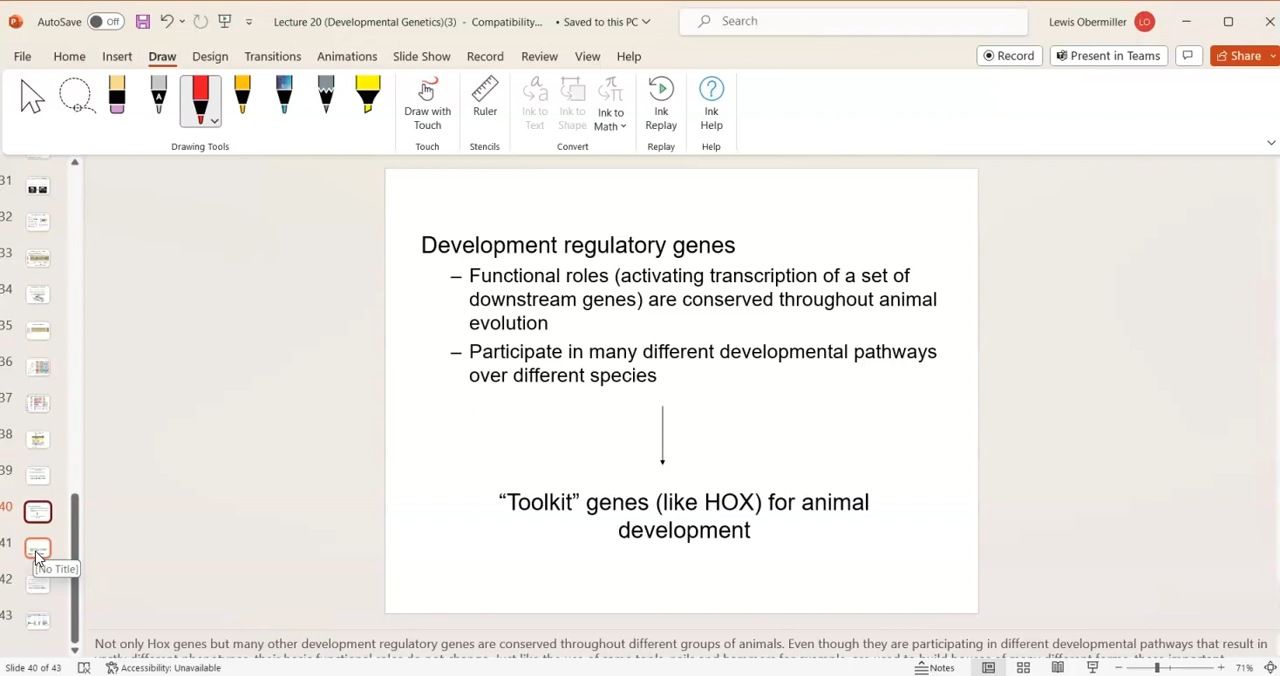 AutoSave Off Lecture 20 (Developmental Genetics)(3) - Compatibility... • Saved to this PC Search Lewis Obermiller LO
File Home Insert Draw Design Transitions Animations Slide Show Record Review View Help Record Present in Teams Share
Draw with Touch Ruler Ink to Text Ink to Shape Ink to Math Ink Replay Ink Help
Drawing Tools Touch Stencils Convert Replay Help
31
32
33
34
35
36
37
38
39
40
41
[No Title]
42
43
Development regulatory genes
– Functional roles (activating transcription of a set of
downstream genes) are conserved throughout animal
evolution
– Participate in many different developmental pathways
over different species
“Toolkit” genes (like HOX) for animal
development
Not only Hox genes but many other development regulatory genes are conserved throughout different groups of animals. Even though they are participating in different developmental pathways that result in
Slide 40 of 43 Accessibility: Unavailable Notes 71%